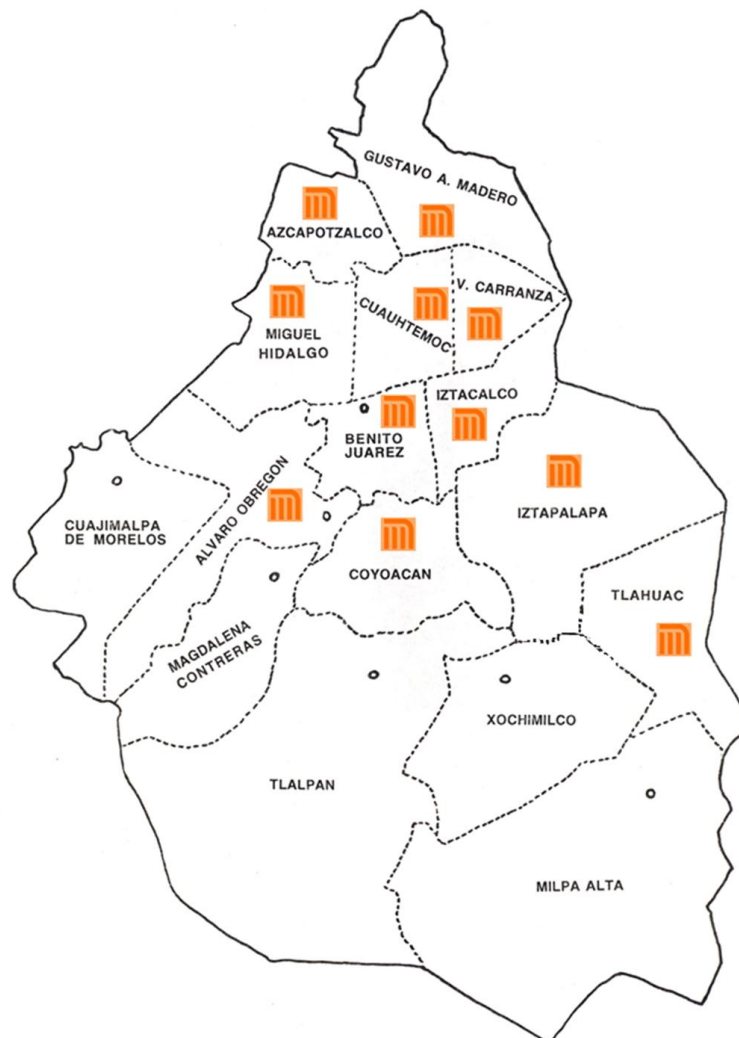 GUSTAVO A. MADERO
AZCAPOTZALCO
V. CARRANZA
CUAUHTEMOC
MIGUEL
HIDALGO
IZTACALCO
BENITO
JUAREZ
ALVARO OBREGON
IZTAPALAPA
CUAJIMALPA
DE MORELOS
COYOACAN
TLAHUAC
MAGDALENA
CONTRERAS
XOCHIMILCO
TLALPAN
MILPA ALTA